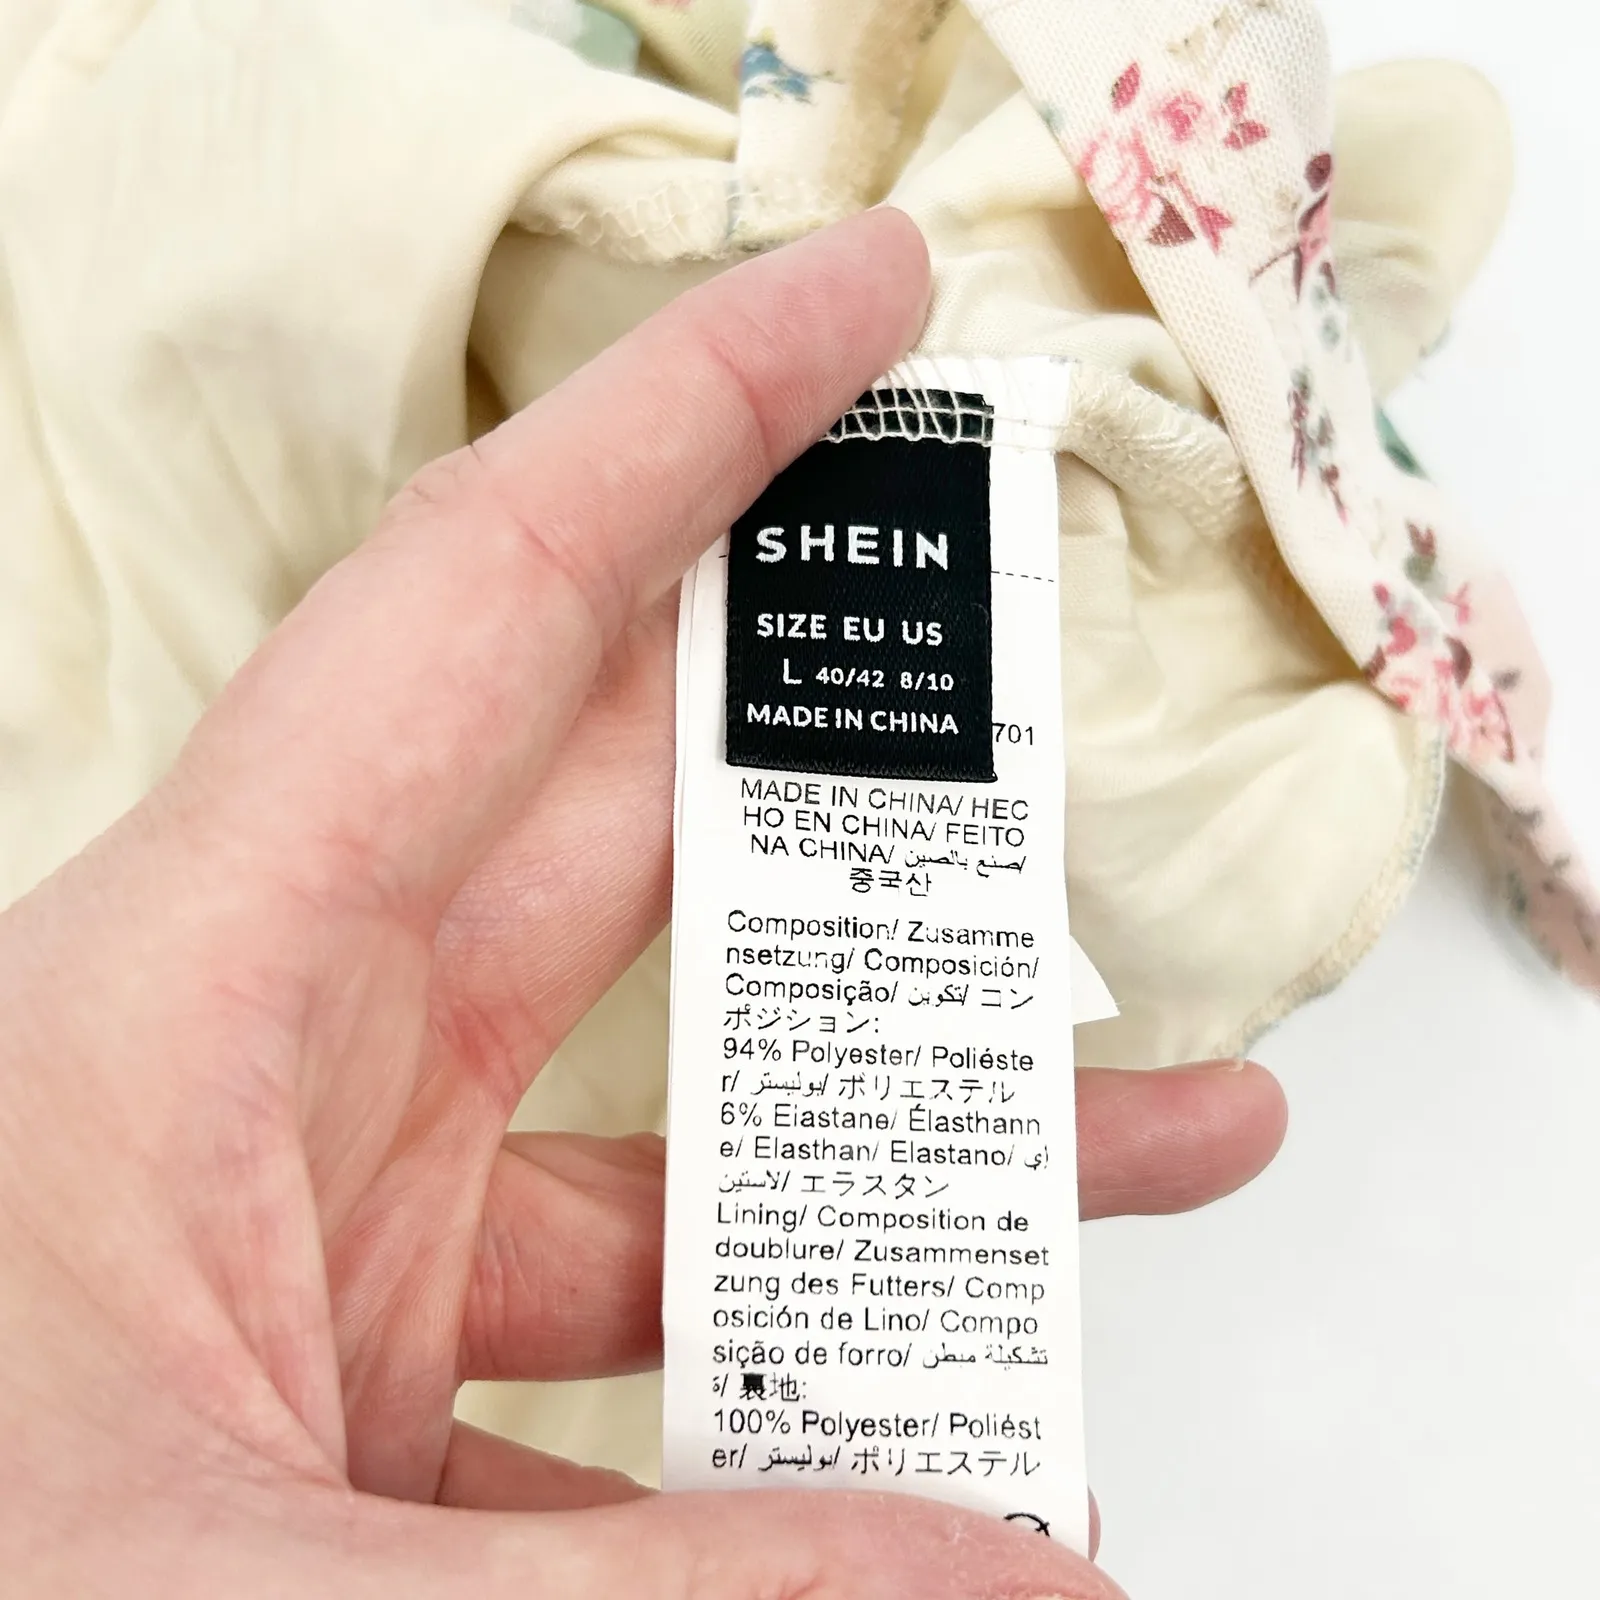 SHEIN
SIZE EU US
L 40/42 8/10
MADE IN CHINA
701
MADE IN CHINA/ HEC
HO EN CHINA/ FEITO
NA CHINA/ صنع بالصين/
중국산
Composition/ Zusamme
nsetzung/ Composición/
Composição/ تكوين/ コン
ポジション:
94% Polyester/ Poliéste
r/ بوليستر/ ポリエステル
6% Elastane/ Élasthann
e/ Elasthan/ Elastano/ إي
لاستين/ エラスタン
Lining/ Composition de
doublure/ Zusammenset
zung des Futters/ Comp
osición de Lino/ Compo
sição de forro/ تشكيلة مبطن
ة/ 裏地:
100% Polyester/ Poliést
er/ بوليستر/ ポリエステル